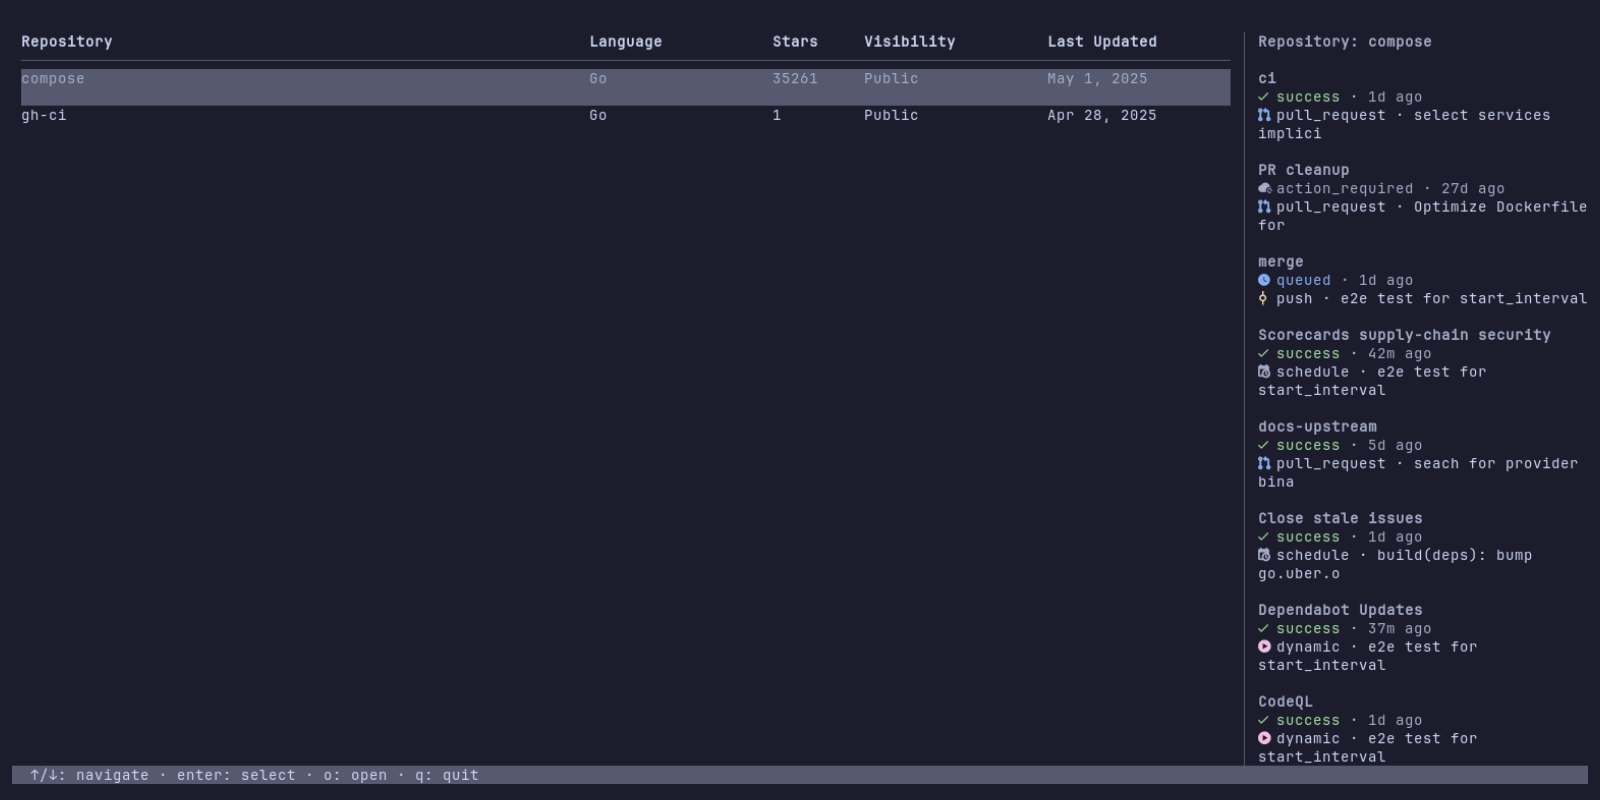 Repository Language Stars Visibility Last Updated
compose Go 35261 Public May 1, 2025
gh-ci Go 1 Public Apr 28, 2025
Repository: compose
ci
✓ success · 1d ago
pull_request · select services
implici
PR cleanup
action_required · 27d ago
pull_request · Optimize Dockerfile
for
merge
queued · 1d ago
push · e2e test for start_interval
Scorecards supply-chain security
✓ success · 42m ago
schedule · e2e test for
start_interval
docs-upstream
✓ success · 5d ago
pull_request · seach for provider
bina
Close stale issues
✓ success · 1d ago
schedule · build(deps): bump
go.uber.o
Dependabot Updates
✓ success · 37m ago
dynamic · e2e test for
start_interval
CodeQL
✓ success · 1d ago
dynamic · e2e test for
start_interval
↑/↓: navigate · enter: select · o: open · q: quit